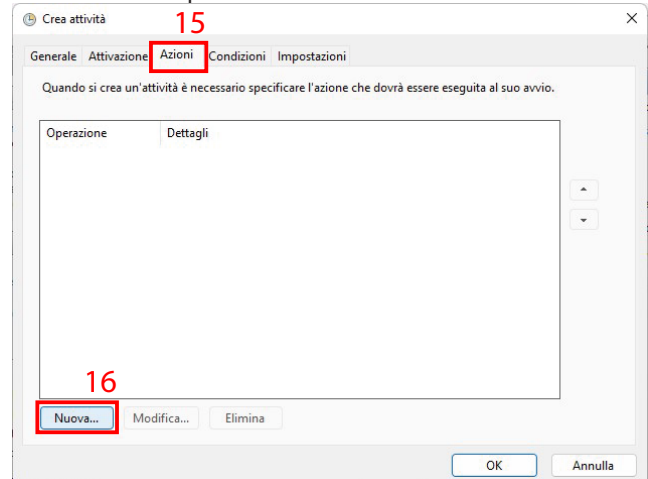 Crea attività
15
Generale Attivazione Azioni Condizioni Impostazioni
Quando si crea un'attività è necessario specificare l'azione che dovrà essere eseguita al suo avvio.
Operazione Dettagli
16
Nuova... Modifica... Elimina
OK Annulla